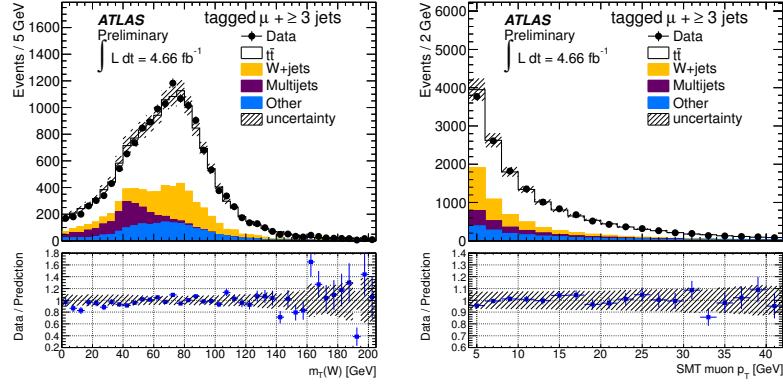 ATLAS
Preliminary
∫ L dt = 4.66 fb⁻¹
tagged μ + ≥ 3 jets
Data
tt̄
W+jets
Multijets
Other
uncertainty
Events / 5 GeV
1800
1600
1400
1200
1000
800
600
400
200
0
Data / Prediction
1.8
1.6
1.4
1.2
1
0.8
0.6
0.4
0.2
0 20 40 60 80 100 120 140 160 180 200
m_T(W) [GeV]
ATLAS
Preliminary
∫ L dt = 4.66 fb⁻¹
tagged μ + ≥ 3 jets
Data
tt̄
W+jets
Multijets
Other
uncertainty
Events / 2 GeV
6000
5000
4000
3000
2000
1000
0
Data / Prediction
1.4
1.3
1.2
1.1
1
0.9
0.8
0.7
0.6
5 10 15 20 25 30 35 40
SMT muon p_T [GeV]